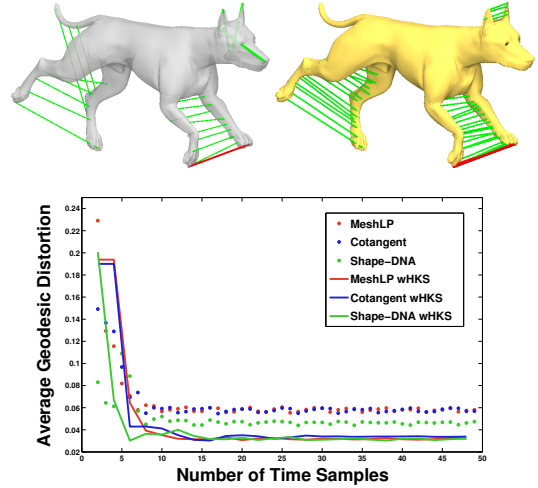 0.24
0.22
0.2
0.18
0.16
0.14
0.12
0.1
0.08
0.06
0.04
0.02
Average Geodesic Distortion
MeshLP
Cotangent
Shape-DNA
MeshLP wHKS
Cotangent wHKS
Shape-DNA wHKS
0 5 10 15 20 25 30 35 40 45 50
Number of Time Samples